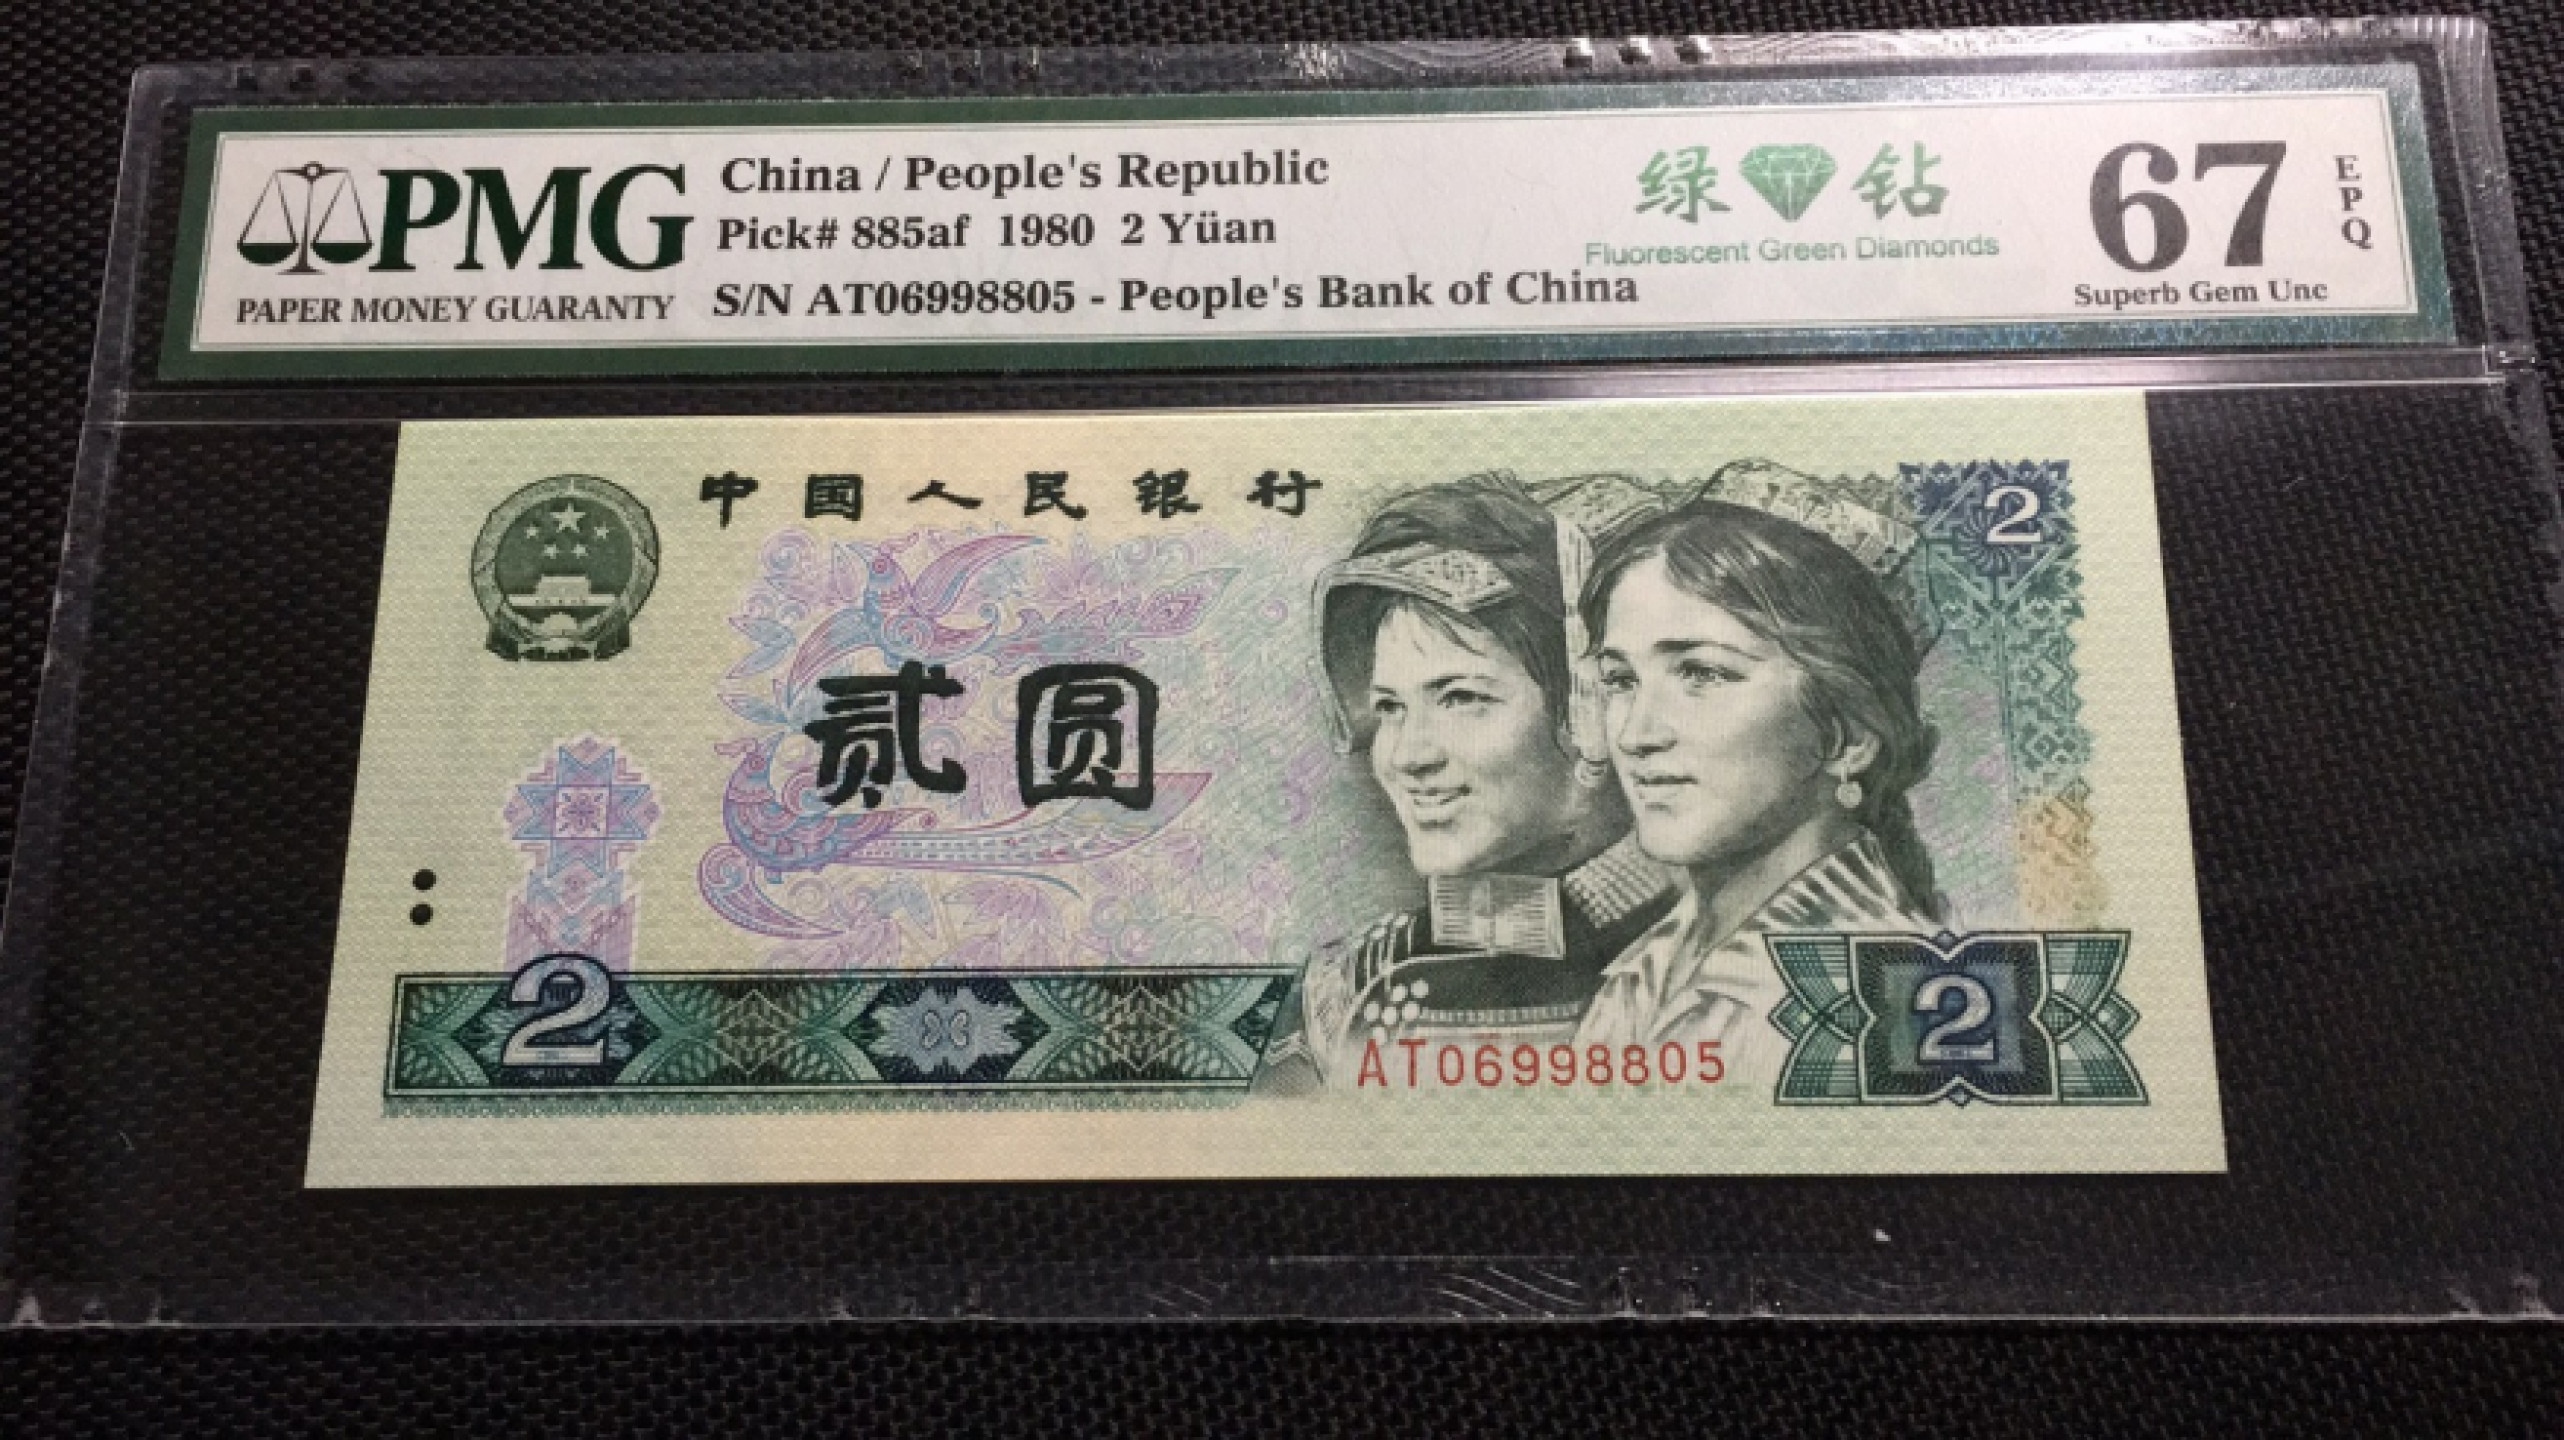 PMG
PAPER MONEY GUARANTY
China / People's Republic
Pick# 885af 1980 2 Yüan
S/N AT06998805 - People's Bank of China
绿 钻
Fluorescent Green Diamonds
67
EPQ
Superb Gem Unc
中国人民银行
2
贰圆
2
AT06998805
2